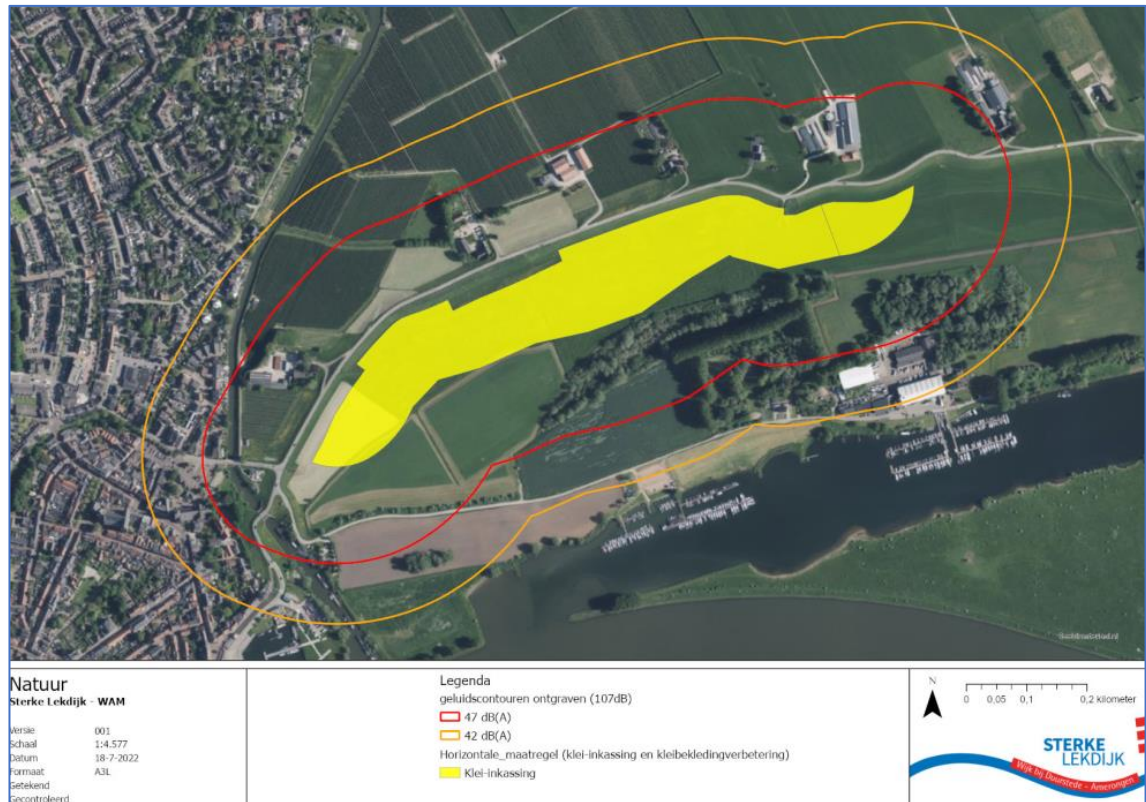 Natuur
Sterke Lekdijk - WAM
Versie 001
Schaal 1:4.577
Datum 18-7-2022
Formaat A3L
Getekend
Gecontroleerd
Legenda
geluidscontouren ontgraven (107dB)
47 dB(A)
42 dB(A)
Horizontale_maatregel (klei-inkassing en kleibekledingverbetering)
Klei-inkassing
N
0 0,05 0,1 0,2 kilometer
STERKE
LEKDIJK
Wijk bij Duurstede - Amerongen